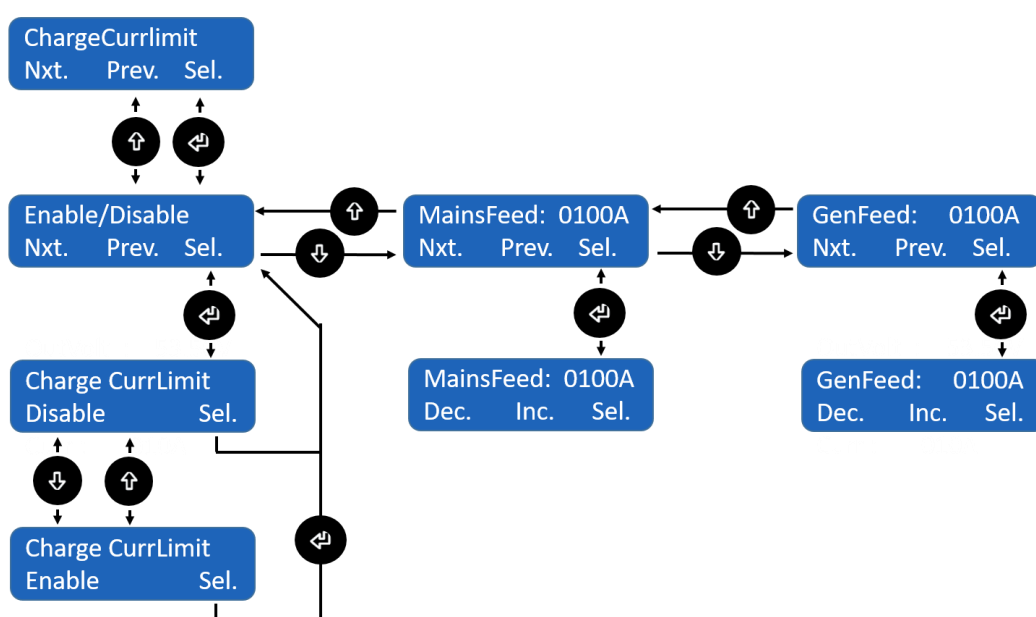 ChargeCurrlimit
Nxt. Prev. Sel.
Enable/Disable
Nxt. Prev. Sel.
MainsFeed: 0100A
Nxt. Prev. Sel.
GenFeed: 0100A
Nxt. Prev. Sel.
Charge CurrLimit
Disable Sel.
MainsFeed: 0100A
Dec. Inc. Sel.
GenFeed: 0100A
Dec. Inc. Sel.
Charge CurrLimit
Enable Sel.